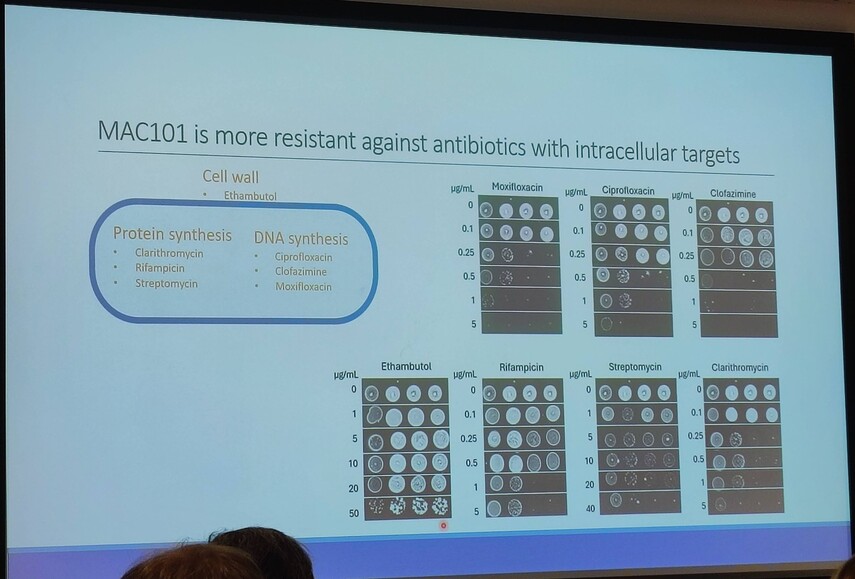 MAC101 is more resistant against antibiotics with intracellular targets
Cell wall
• Ethambutol
Protein synthesis
• Clarithromycin
• Rifampicin
• Streptomycin
DNA synthesis
• Ciprofloxacin
• Clofazimine
• Moxifloxacin
µg/mL Moxifloxacin
0
0.1
0.25
0.5
1
5
µg/mL Ciprofloxacin
0
0.1
0.25
0.5
1
5
µg/mL Clofazimine
0
0.1
0.25
0.5
1
5
µg/mL Ethambutol
0
1
5
10
20
50
µg/mL Rifampicin
0
0.1
0.25
0.5
1
5
µg/mL Streptomycin
0
1
5
10
20
40
µg/mL Clarithromycin
0
0.1
0.25
0.5
1
5